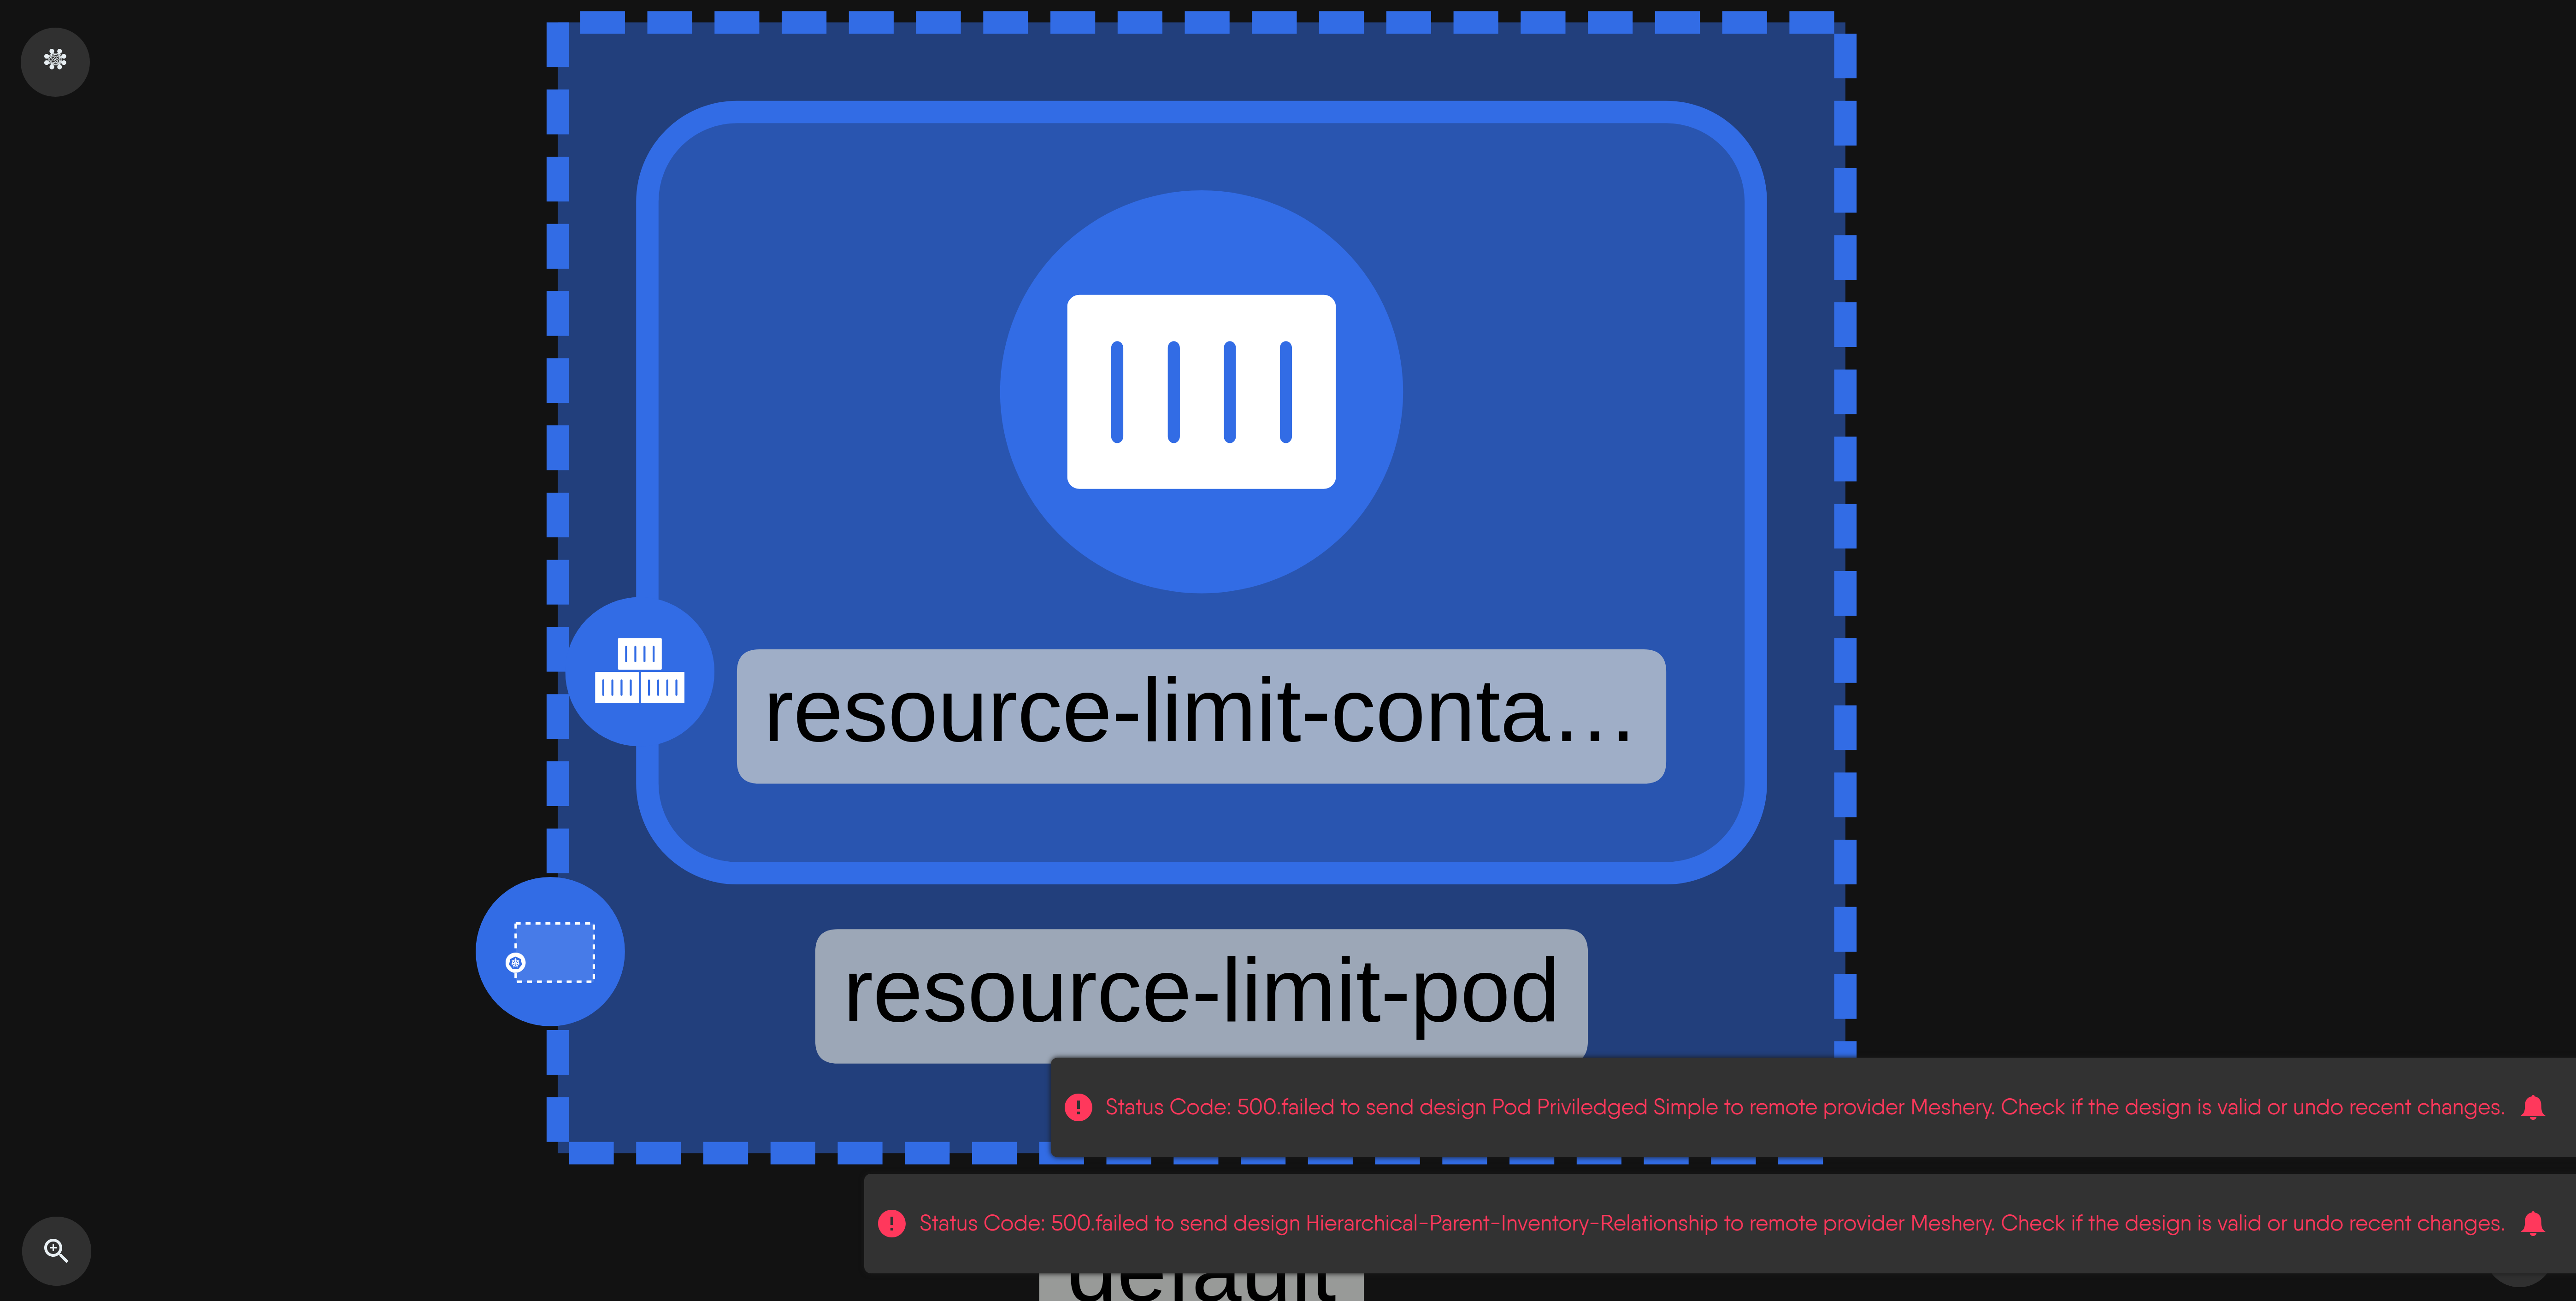 resource-limit-conta...
resource-limit-pod
Status Code: 500.failed to send design Pod Priviledged Simple to remote provider Meshery. Check if the design is valid or undo recent changes.
Status Code: 500.failed to send design Hierarchical-Parent-Inventory-Relationship to remote provider Meshery. Check if the design is valid or undo recent changes.
default